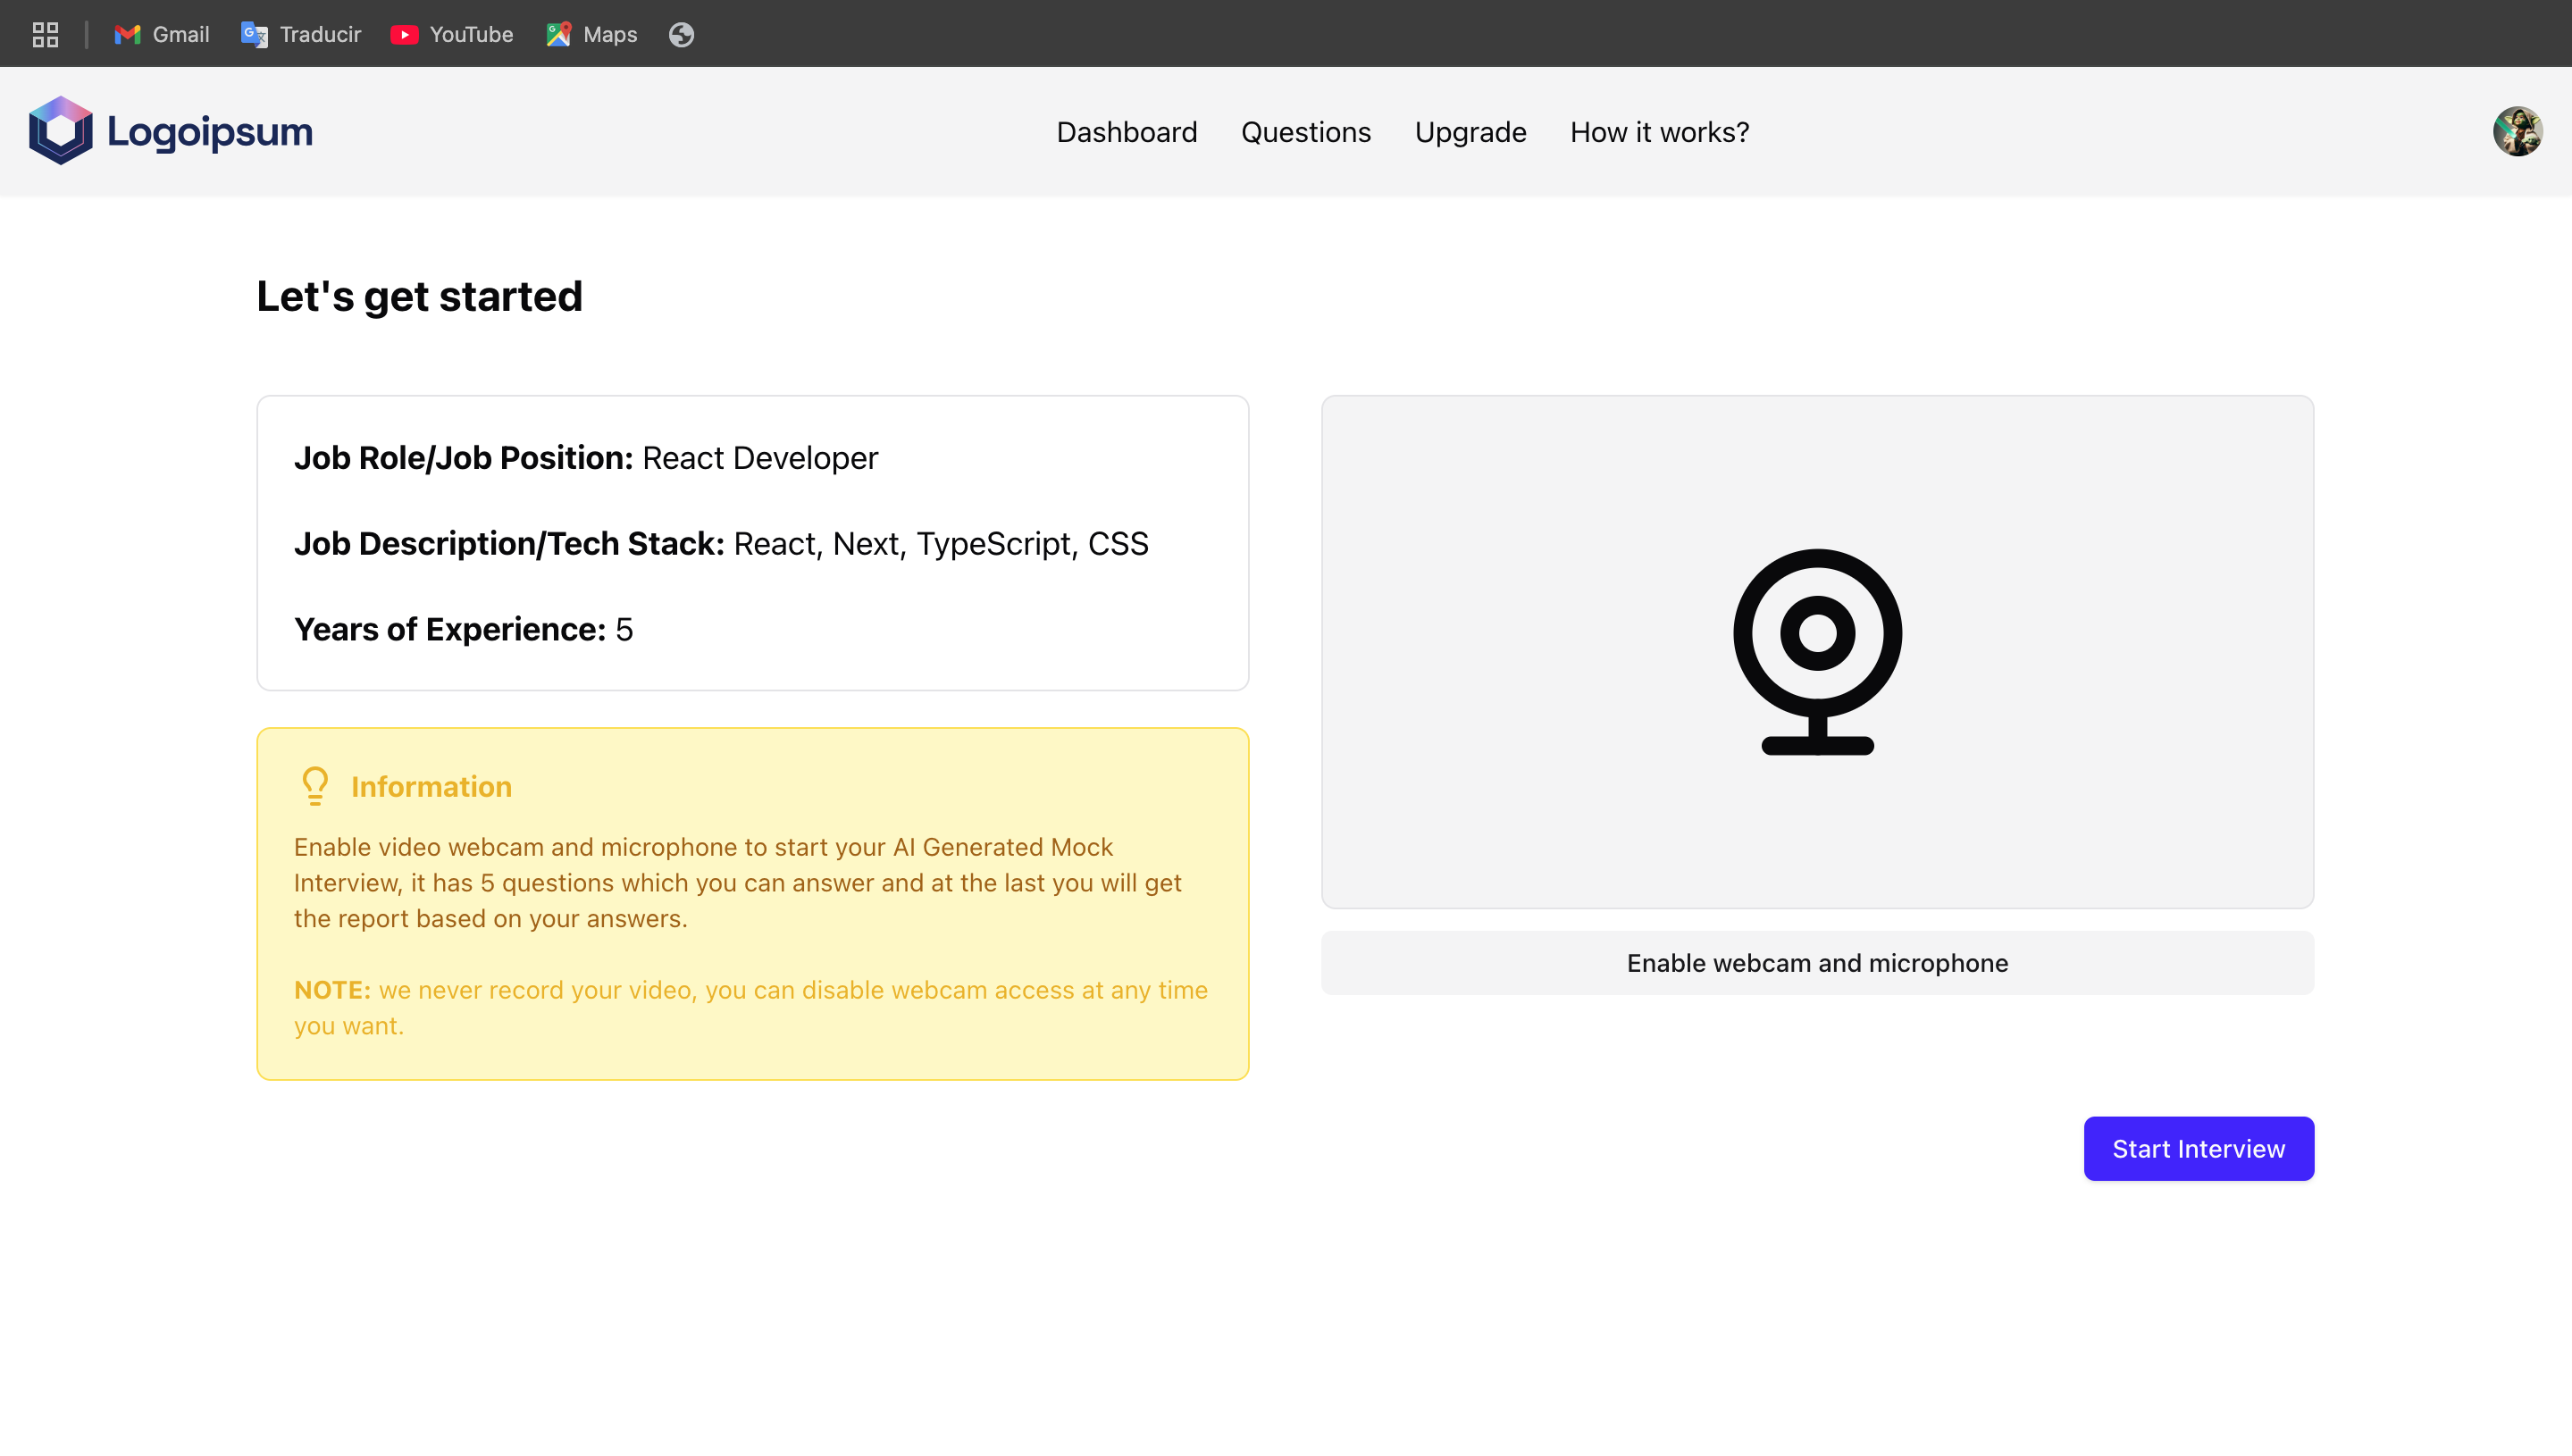 Gmail Traducir YouTube Maps
Logoipsum Dashboard Questions Upgrade How it works?
Let's get started
Job Role/Job Position: React Developer
Job Description/Tech Stack: React, Next, TypeScript, CSS
Years of Experience: 5
Information
Enable video webcam and microphone to start your AI Generated Mock
Interview, it has 5 questions which you can answer and at the last you will get
the report based on your answers.
NOTE: we never record your video, you can disable webcam access at any time
you want.
Enable webcam and microphone
Start Interview